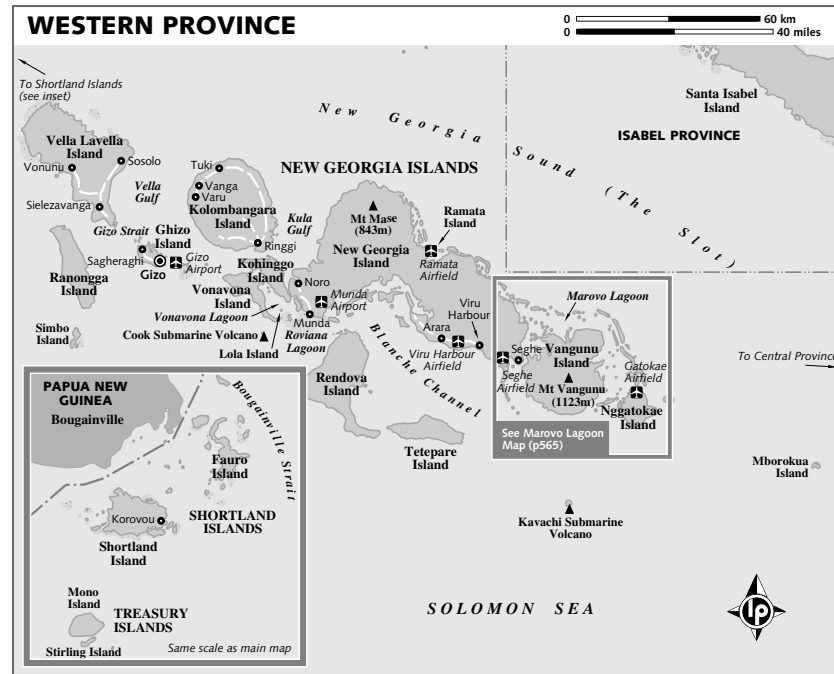 WESTERN PROVINCE
0 60 km
0 40 miles
To Shortland Islands
(see inset)
New Georgia
Sound (The Slot)
Santa Isabel
Island
ISABEL PROVINCE
Vella Lavella
Island
Vonunu
Sosolo
Sielezavanga
Vella
Gulf
Tuki
Vanga
Varu
Kolombangara
Island
Ringgi
NEW GEORGIA ISLANDS
Kula
Gulf
Mt Mase
(843m)
New Georgia
Island
Ramata
Island
Ramata
Airfield
Gizo Strait
Ghizo
Island
Sagheraghi
Gizo
Gizo
Airport
Ranongga
Island
Simbo
Island
Kohinggo
Island
Vonavona
Island
Noro
Munda
Airport
Munda
Vonavona Lagoon
Roviana
Lagoon
Cook Submarine Volcano
Lola Island
Blanche Channel
Arara
Viru
Harbour
Viru Harbour
Airfield
Marovo Lagoon
Seghe
Seghe
Airfield
Vangunu
Island
Mt Vangunu
(1123m)
Gatokae
Airfield
Nggatokae
Island
See Marovo Lagoon
Map (p565)
To Central Province
Rendova
Island
Tetepare
Island
Mborokua
Island
Kavachi Submarine
Volcano
SOLOMON SEA
PAPUA NEW
GUINEA
Bougainville
Bougainville Strait
Fauro
Island
SHORTLAND
ISLANDS
Korovou
Shortland
Island
Mono
Island
TREASURY
ISLANDS
Stirling Island
Same scale as main map
lp